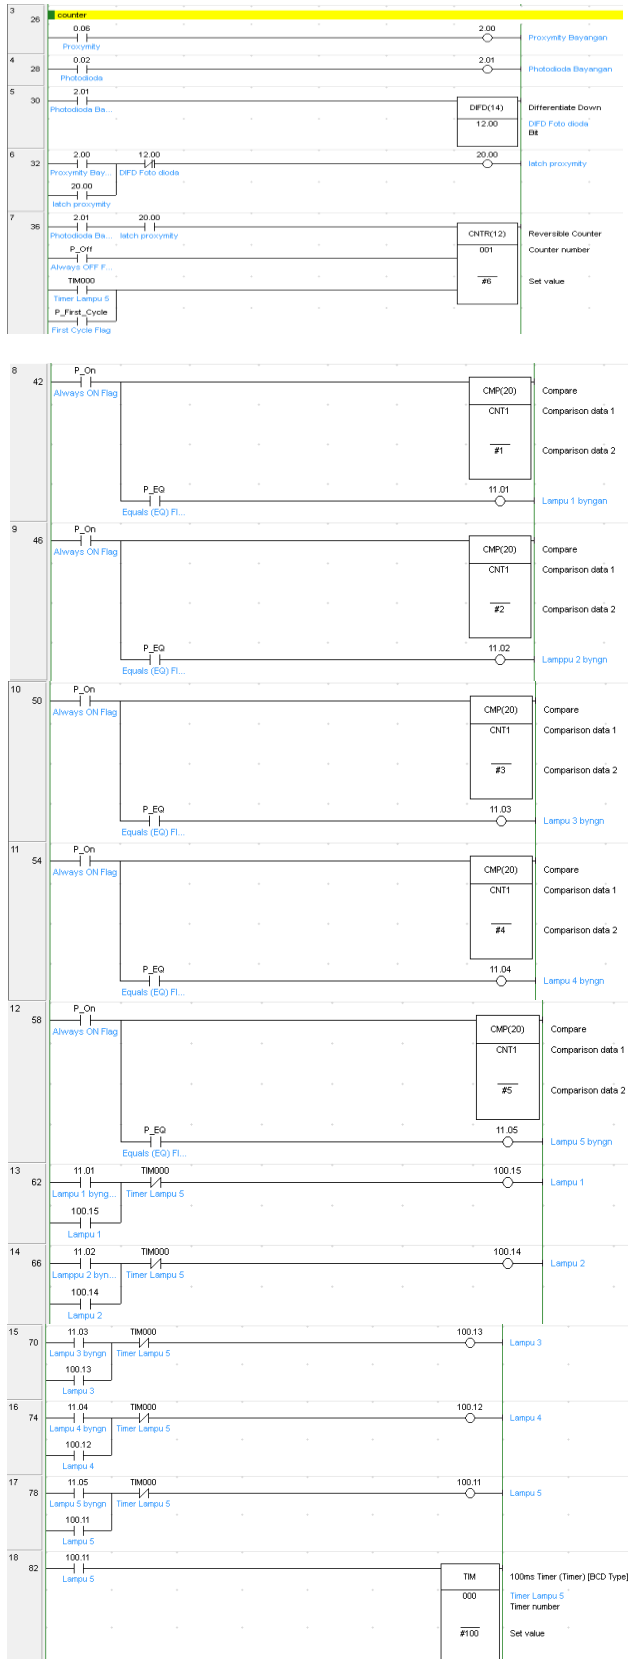 3
26
counter
0.06
2.00
Proxymity Bayangan
Proxymity
4
28
0.02
2.01
Photodioda Bayangan
Photodioda
5
30
2.01
Photodioda Ba...
DIFD(14)
Differentiate Down
12.00
DIFD Foto dioda
Bit
6
32
2.00
12.00
20.00
latch proxymity
Proxymity Bay...
DIFD Foto dioda
20.00
latch proxymity
7
36
2.01
20.00
Photodioda Ba...
latch proxymity
CNTR(12)
Reversible Counter
P_Off
001
Counter number
Always OFF F...
TIM000
#6
Set value
Timer Lampu 5
P_First_Cycle
First Cycle Flag
8
42
P_On
Always ON Flag
CMP(20)
Compare
CNT1
Comparison data 1
#1
Comparison data 2
P_EQ
11.01
Lampu 1 byngan
Equals (EQ) Fl...
9
46
P_On
Always ON Flag
CMP(20)
Compare
CNT1
Comparison data 1
#2
Comparison data 2
P_EQ
11.02
Lamppu 2 byngn
Equals (EQ) Fl...
10
50
P_On
Always ON Flag
CMP(20)
Compare
CNT1
Comparison data 1
#3
Comparison data 2
P_EQ
11.03
Lampu 3 byngn
Equals (EQ) Fl...
11
54
P_On
Always ON Flag
CMP(20)
Compare
CNT1
Comparison data 1
#4
Comparison data 2
P_EQ
11.04
Lampu 4 byngn
Equals (EQ) Fl...
12
58
P_On
Always ON Flag
CMP(20)
Compare
CNT1
Comparison data 1
#5
Comparison data 2
P_EQ
11.05
Lampu 5 byngn
Equals (EQ) Fl...
13
62
11.01
TIM000
100.15
Lampu 1
Lampu 1 byng...
Timer Lampu 5
100.15
Lampu 1
14
66
11.02
TIM000
100.14
Lampu 2
Lamppu 2 byn...
Timer Lampu 5
100.14
Lampu 2
15
70
11.03
TIM000
100.13
Lampu 3
Lampu 3 byngn
Timer Lampu 5
100.13
Lampu 3
16
74
11.04
TIM000
100.12
Lampu 4
Lampu 4 byngn
Timer Lampu 5
100.12
Lampu 4
17
78
11.05
TIM000
100.11
Lampu 5
Lampu 5 byngn
Timer Lampu 5
100.11
Lampu 5
18
82
100.11
Lampu 5
TIM
100ms Timer (Timer) [BCD Type]
000
Timer Lampu 5
Timer number
#100
Set value